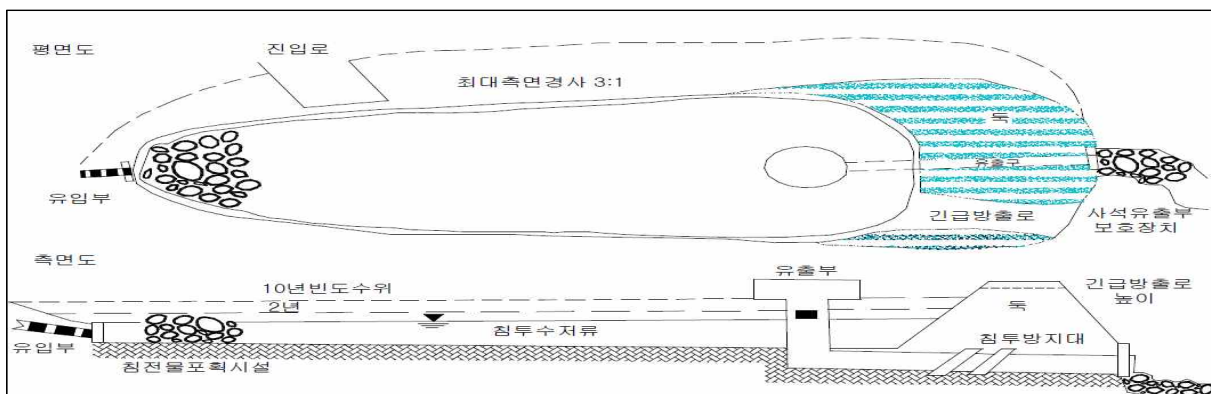 평면도
진입로
최대측면경사 3:1
둑
유출구
유입부
긴급방출로
사석유출부
보호장치
측면도
유출부
10년빈도수위
2년
긴급방출로
높이
둑
침투수저류
침투방지대
유입부
침전물포획시설